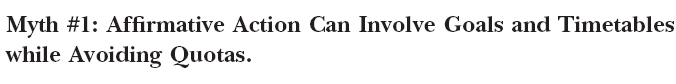 Myth #1: Affirmative Action Can Involve Goals and Timetables
while Avoiding Quotas.